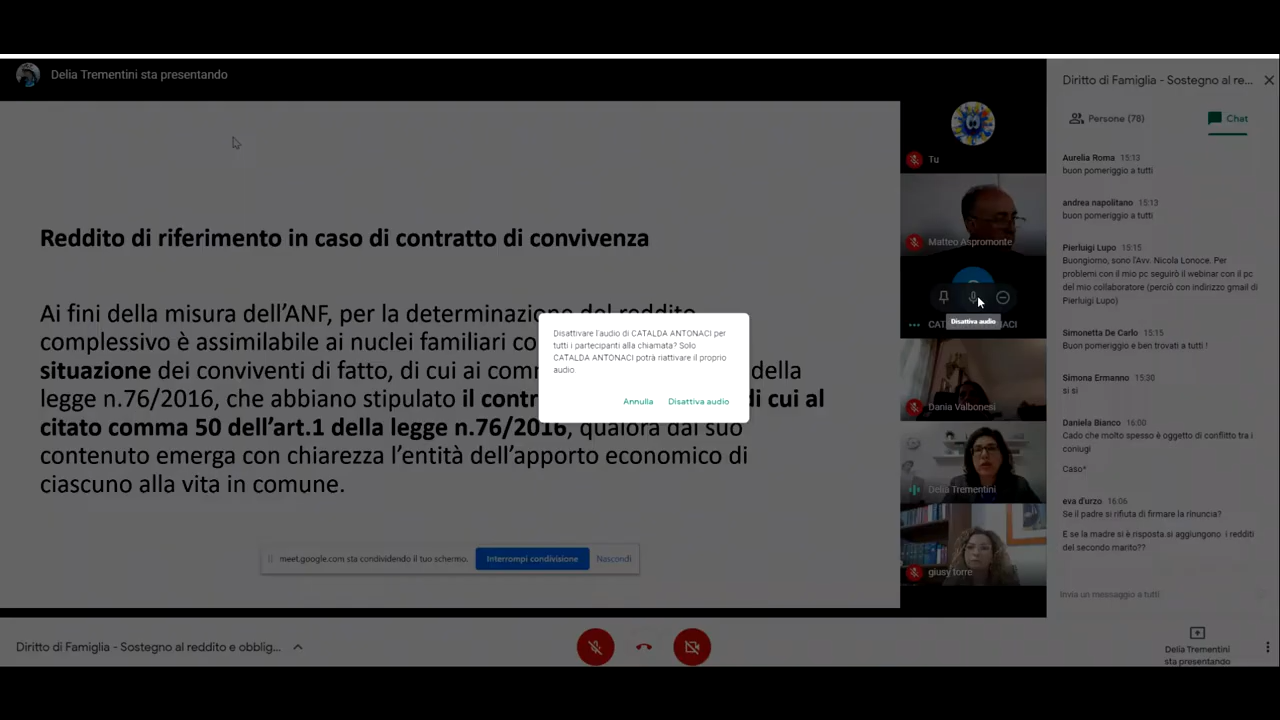 Delia Trementini sta presentando
Reddito di riferimento in caso di contratto di convivenza
Ai fini della misura dell'ANF, per la determinazione del reddito
complessivo è assimilabile ai nuclei familiari co
situazione dei conviventi di fatto, di cui ai com della
legge n.76/2016, che abbiano stipulato il contr di cui al
citato comma 50 dell'art.1 della legge n.76/2016, qualora dal suo
contenuto emerga con chiarezza l'entità dell'apporto economico di
ciascuno alla vita in comune.
Disattivare l'audio di CATALDA ANTONACI per
tutti i partecipanti alla chiamata? Solo
CATALDA ANTONACI potrà riattivare il proprio
audio.
Annulla Disattiva audio
meet.google.com sta condividendo il tuo schermo. Interrompi condivisione Nascondi
Tu
Matteo Aspromonte
Disattiva audio
CAT NACI
Dania Valbonesi
Delia Trementini
giusy torre
Diritto di Famiglia - Sostegno al re...
Persone (78) Chat
Aurelia Roma 15:13
buon pomeriggio a tutti
andrea napolitano 15:13
buon pomeriggio a tutti
Pierluigi Lupo 15:15
Buongiorno, sono l'Avv. Nicola Lonoce. Per
problemi con il mio pc seguirò il webinar con il pc
del mio collaboratore (perciò con indirizzo gmail di
Pierluigi Lupo)
Simonetta De Carlo 15:15
Buon pomeriggio e ben trovati a tutti !
Simona Ermanno 15:30
si si
Daniela Bianco 16:00
Cado che molto spesso è oggetto di conflitto tra i
coniugi
Caso*
eva d'urzo 16:06
Se il padre si rifiuta di firmare la rinuncia?
E se la madre si è risposta si aggiungono i redditi
del secondo marito??
Invia un messaggio a tutti
Diritto di Famiglia - Sostegno al reddito e obblig...
Delia Trementini
sta presentando